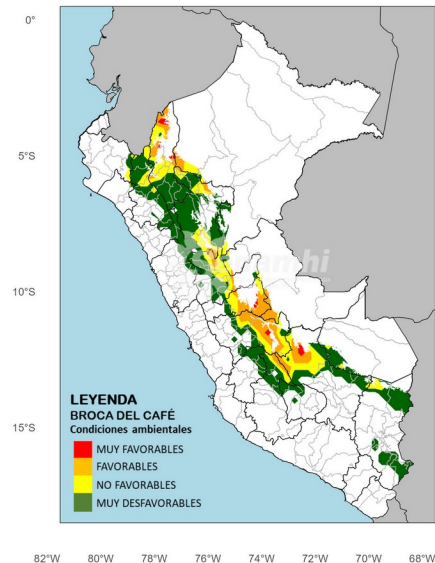 0°
5°S
10°S
15°S
LEYENDA
BROCA DEL CAFÉ
Condiciones ambientales
MUY FAVORABLES
FAVORABLES
NO FAVORABLES
MUY DESFAVORABLES
82°W 80°W 78°W 76°W 74°W 72°W 70°W 68°W